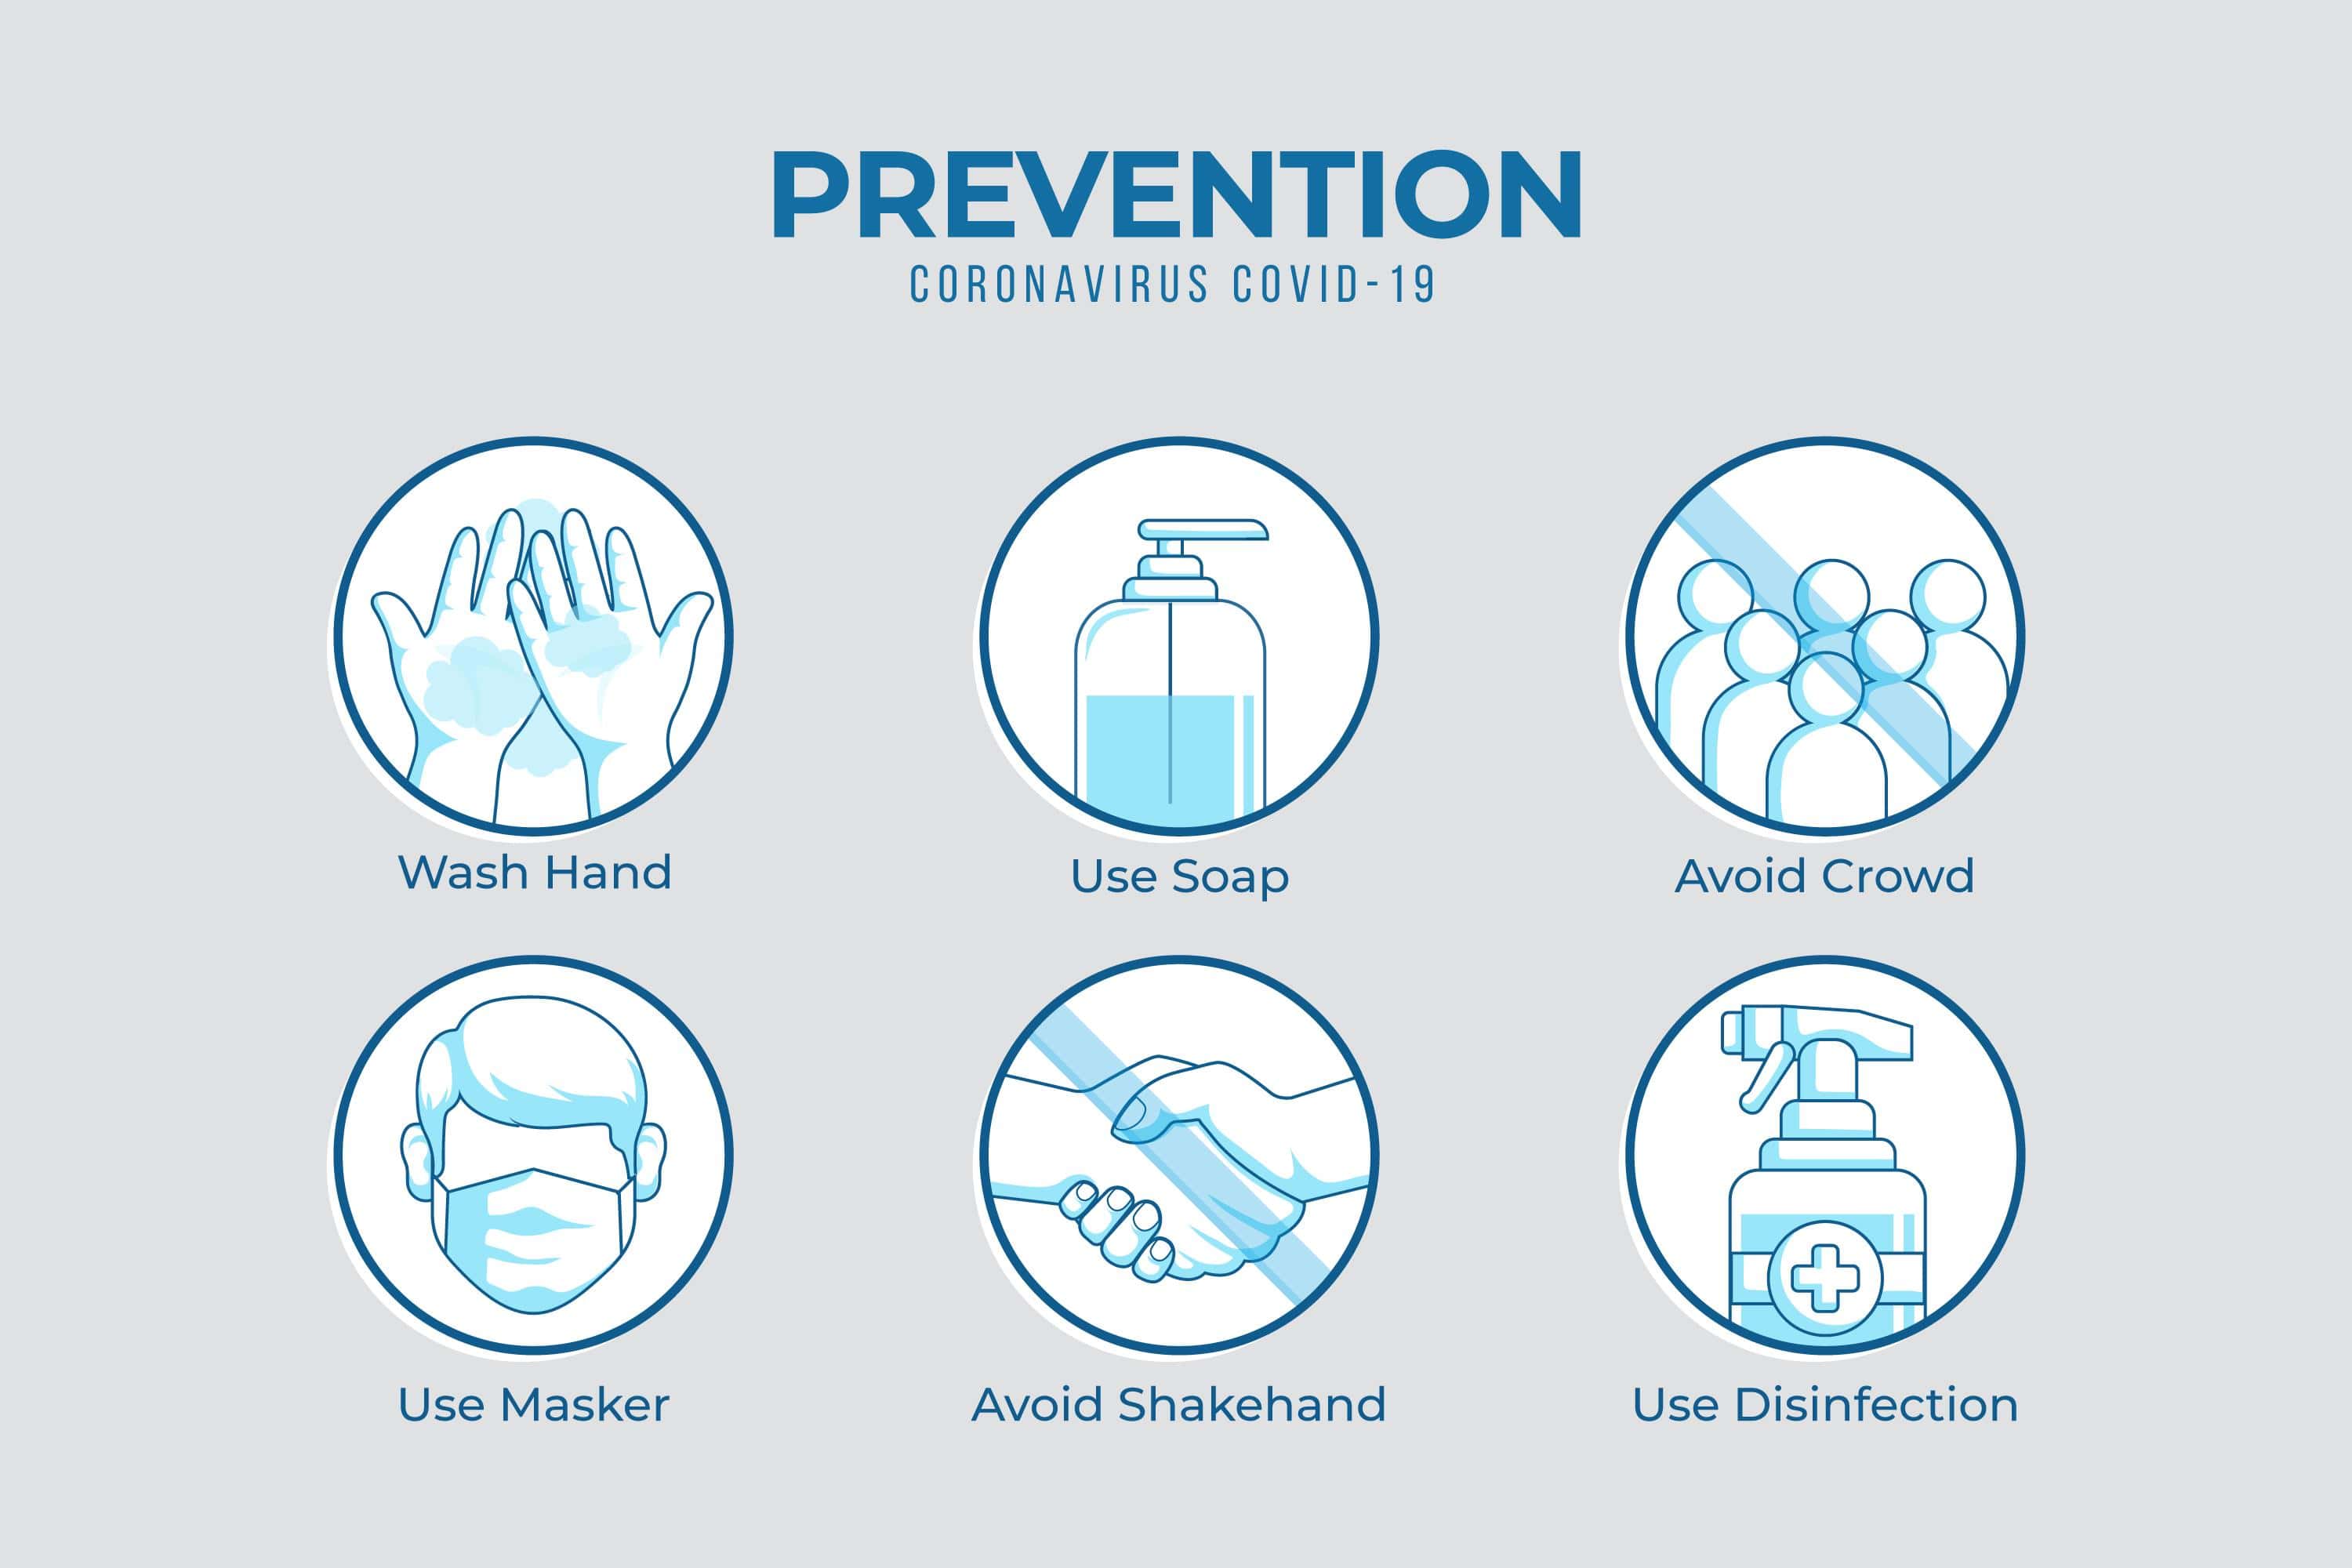 PREVENTION
CORONAVIRUS COVID-19
Wash Hand
Use Soap
Avoid Crowd
Use Masker
Avoid Shakehand
Use Disinfection